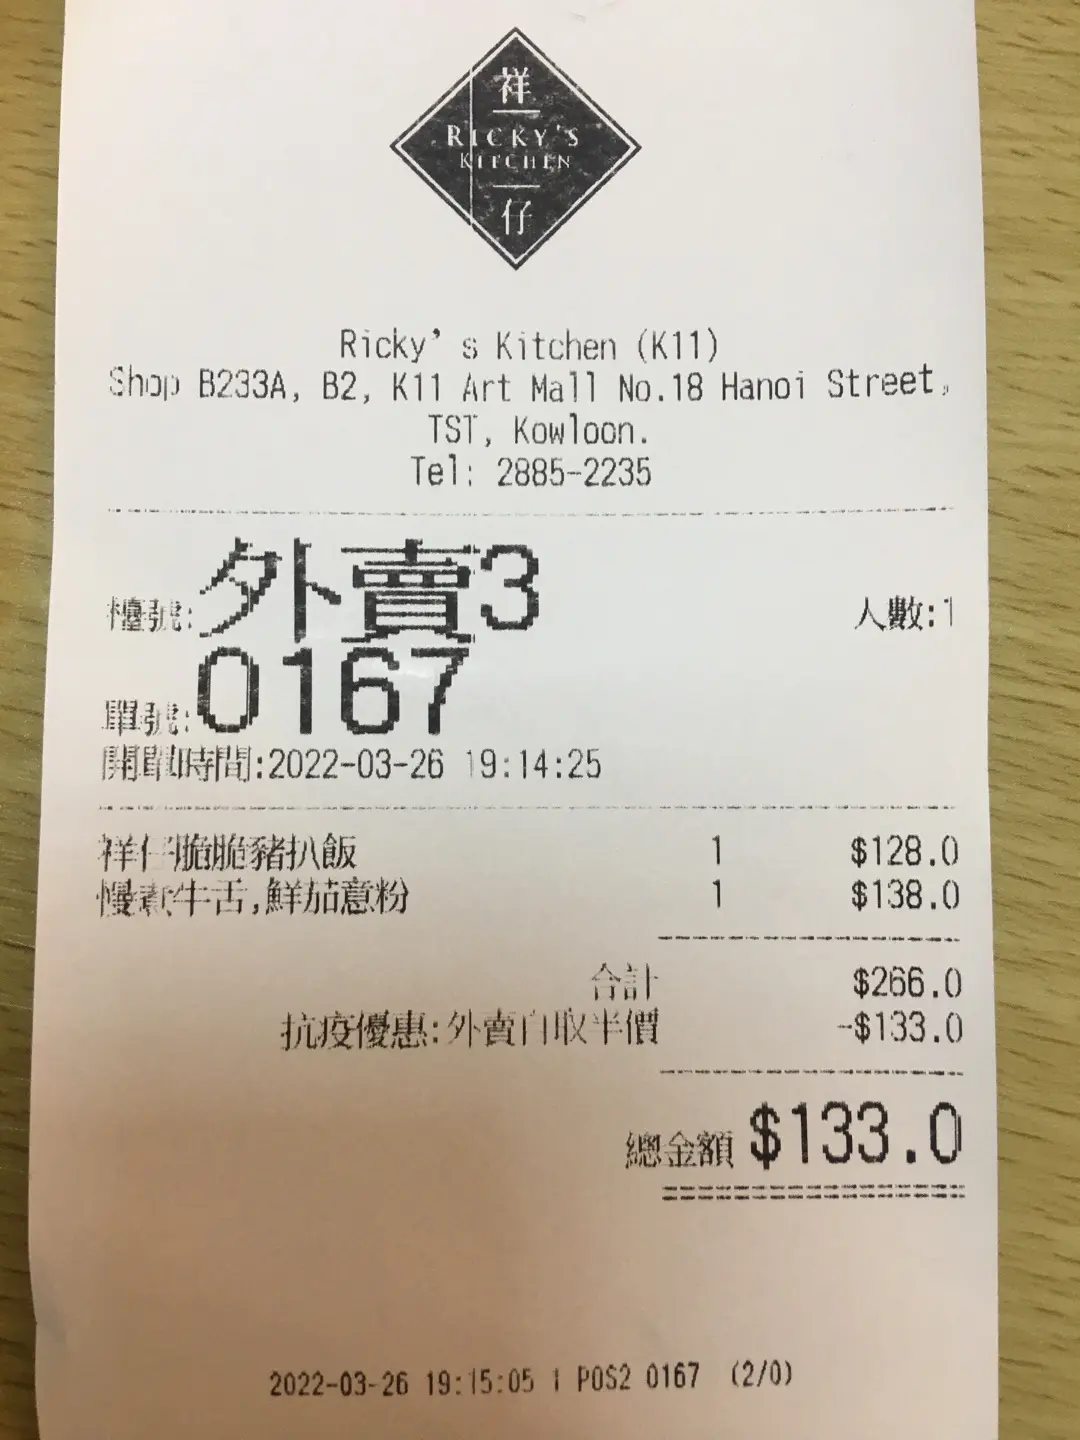 祥
RICKY'S
KITCHEN
仔
Ricky's Kitchen (K11)
Shop B233A, B2, K11 Art Mall No.18 Hanoi Street,
TST, Kowloon.
Tel: 2885-2235
檯號:外賣3 人數:1
單號:0167
開單時間:2022-03-26 19:14:25
祥仔脆脆豬扒飯 1 $128.0
慢煮牛舌,鮮茄意粉 1 $138.0
合計 $266.0
抗疫優惠:外賣自取半價 -$133.0
總金額 $133.0
2022-03-26 19:15:05 | POS2 0167 (2/0)